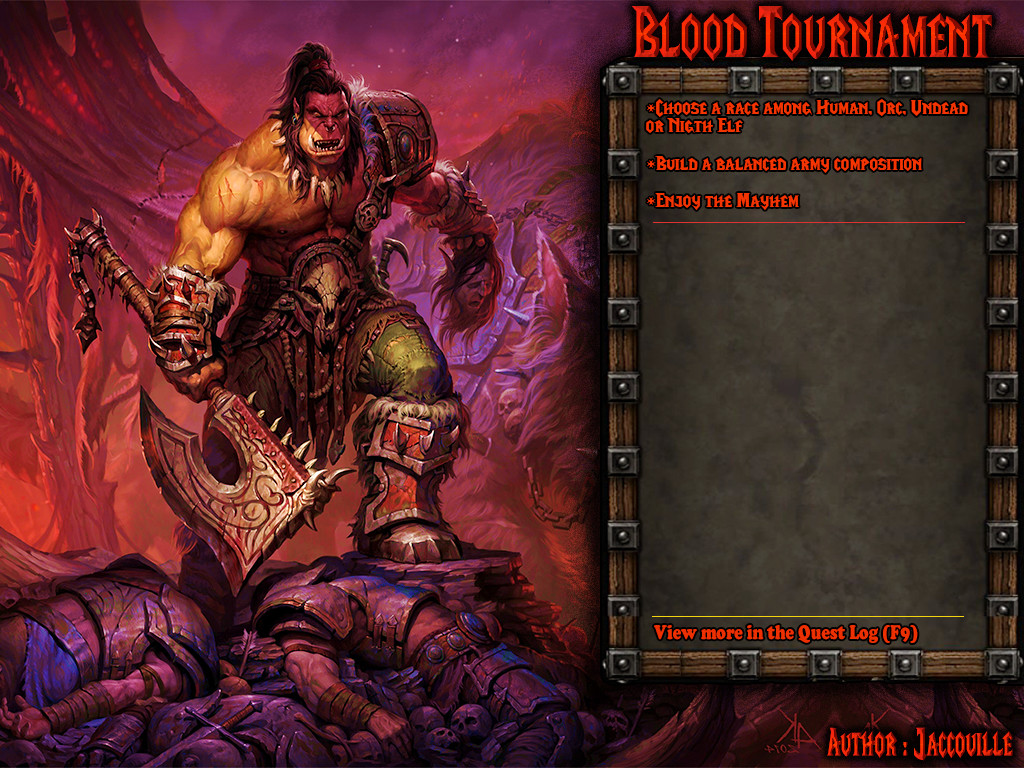 Blood Tournament
*Choose a race among Human, Orc, Undead
or Nigth Elf
*Build a balanced army composition
*Enjoy the Mayhem
View more in the Quest Log (F9)
Author : Jaccouille